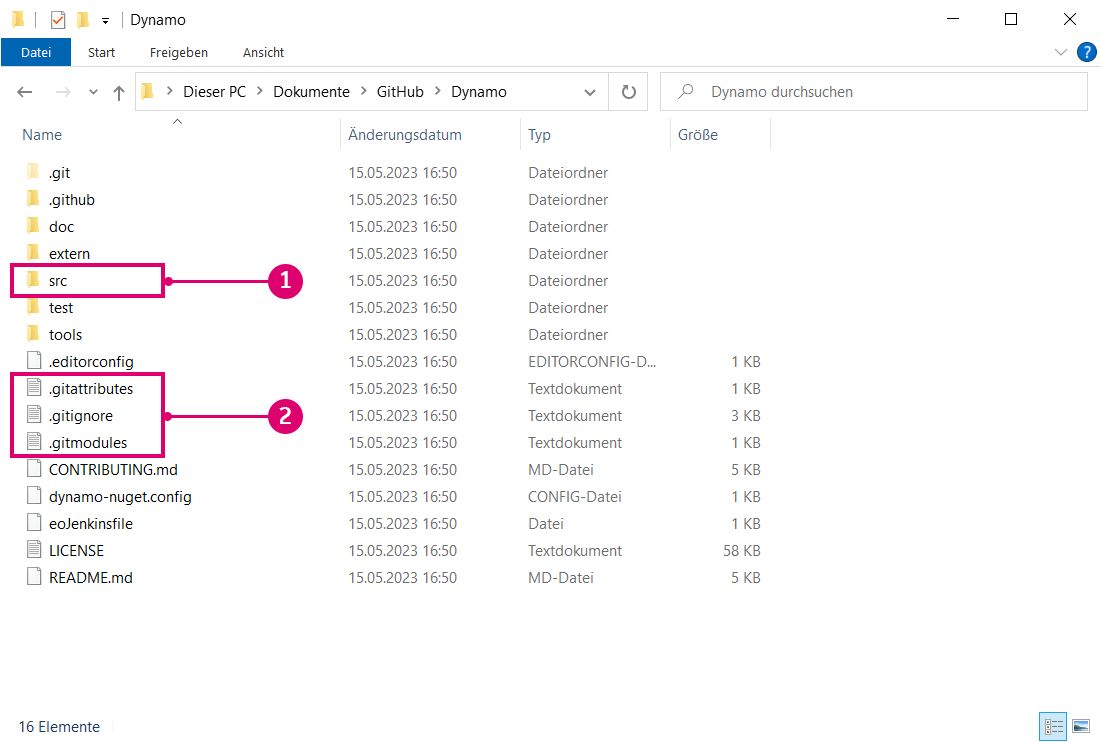 Dynamo
Datei Start Freigeben Ansicht ?
Dieser PC > Dokumente > GitHub > Dynamo Dynamo durchsuchen
Name Änderungsdatum Typ Größe
.git 15.05.2023 16:50 Dateiordner
.github 15.05.2023 16:50 Dateiordner
doc 15.05.2023 16:50 Dateiordner
extern 15.05.2023 16:50 Dateiordner
src 1 15.05.2023 16:50 Dateiordner
test 15.05.2023 16:50 Dateiordner
tools 15.05.2023 16:50 Dateiordner
.editorconfig 15.05.2023 16:50 EDITORCONFIG-D... 1 KB
.gitattributes 15.05.2023 16:50 Textdokument 1 KB
.gitignore 2 15.05.2023 16:50 Textdokument 3 KB
.gitmodules 15.05.2023 16:50 Textdokument 1 KB
CONTRIBUTING.md 15.05.2023 16:50 MD-Datei 5 KB
dynamo-nuget.config 15.05.2023 16:50 CONFIG-Datei 1 KB
eoJenkinsfile 15.05.2023 16:50 Datei 1 KB
LICENSE 15.05.2023 16:50 Textdokument 58 KB
README.md 15.05.2023 16:50 MD-Datei 5 KB
16 Elemente